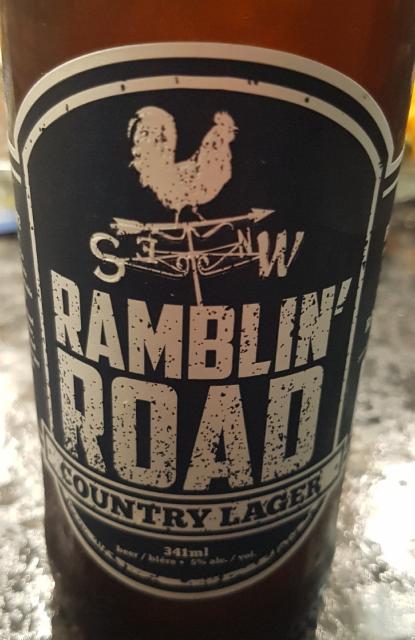 S E N W
RAMBLIN'
ROAD
COUNTRY LAGER
341ml
beer / bière • 5% alc. / vol.